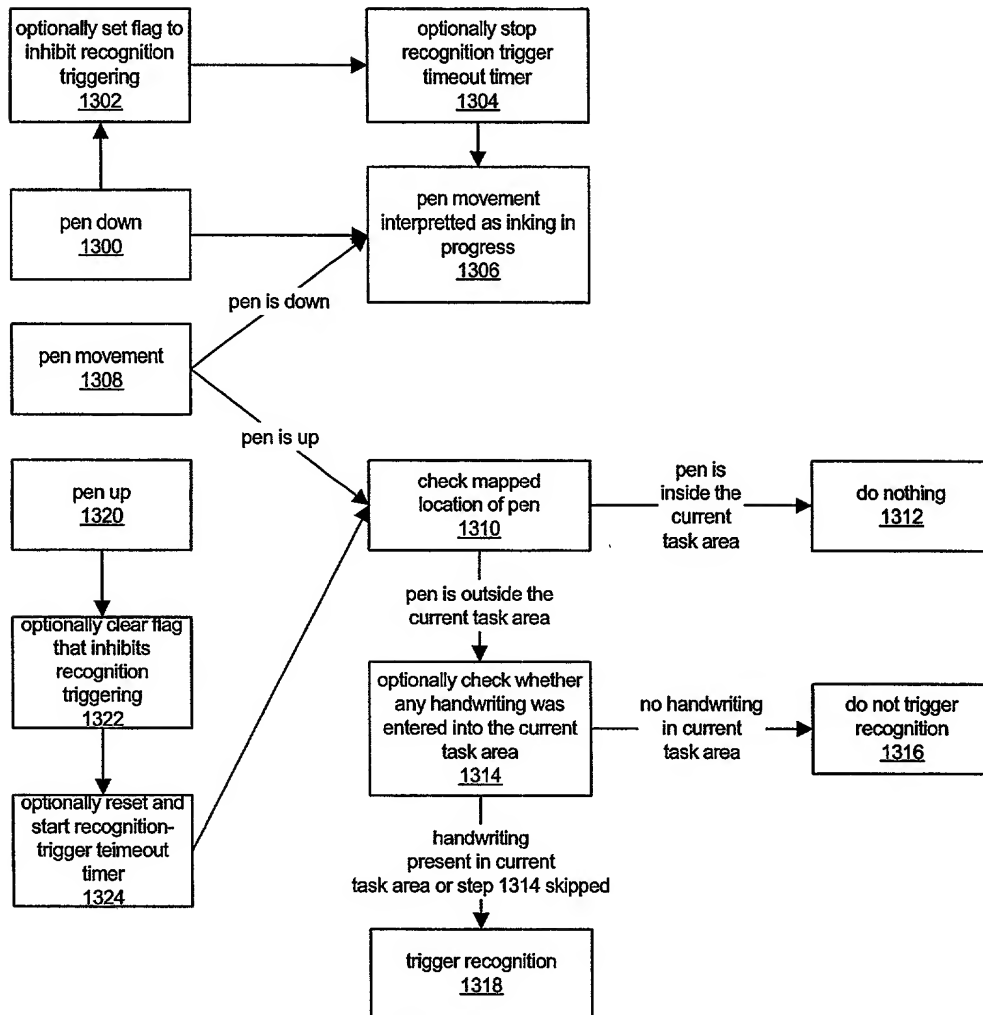 optionally set flag to
inhibit recognition
triggering
1302
optionally stop
recognition trigger
timeout timer
1304
pen down
1300
pen movement
interpretted as inking in
progress
1306
pen is down
pen movement
1308
pen is up
pen up
1320
check mapped
location of pen
1310
pen is
inside the
current
task area
do nothing
1312
pen is outside the
current task area
optionally clear flag
that inhibits
recognition
triggering
1322
optionally check whether
any handwriting was
entered into the current
task area
1314
no handwriting
in current
task area
do not trigger
recognition
1316
optionally reset and
start recognition-
trigger teimeout
timer
1324
handwriting
present in current
task area or step 1314 skipped
trigger recognition
1318